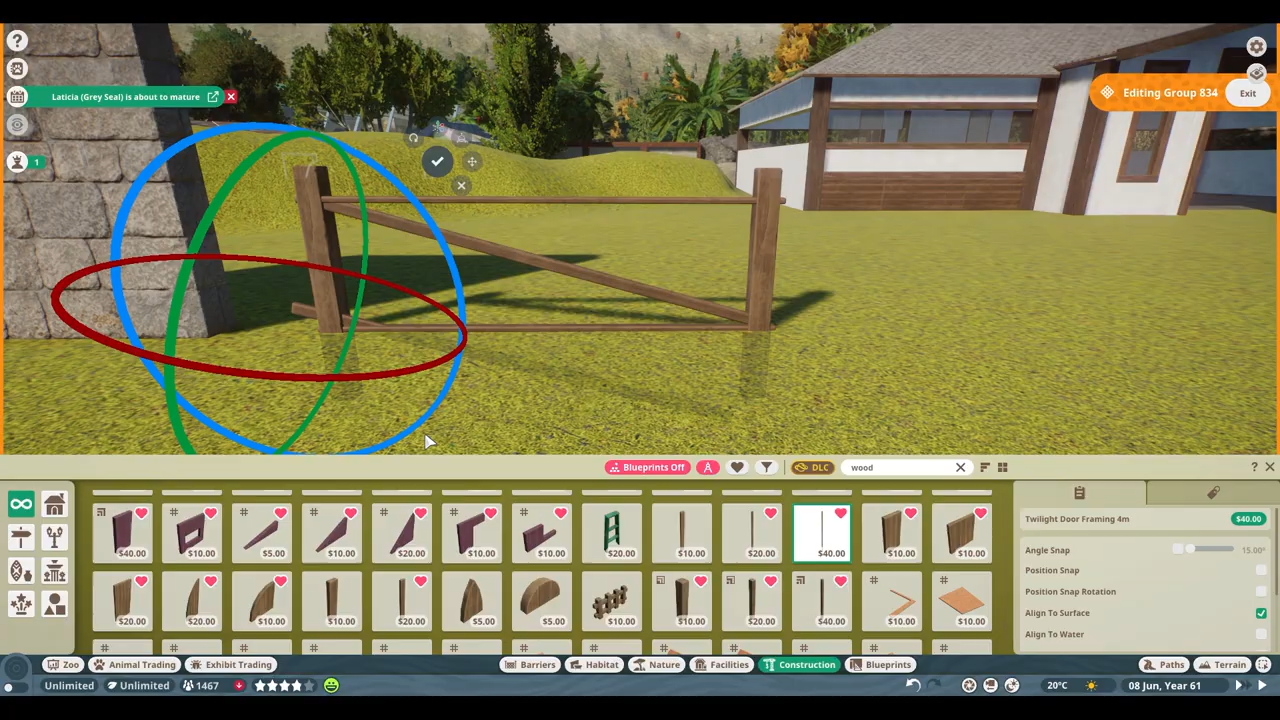 Laticia (Grey Seal) is about to mature
Editing Group 834
Exit
1
Blueprints Off
DLC
wood
$40.00
$10.00
$5.00
$10.00
$20.00
$10.00
$10.00
$20.00
$10.00
$20.00
$40.00
$10.00
$10.00
$20.00
$20.00
$10.00
$10.00
$20.00
$5.00
$5.00
$10.00
$10.00
$20.00
$40.00
$10.00
$10.00
Twilight Door Framing 4m
$40.00
Angle Snap
15.00°
Position Snap
Position Snap Rotation
Align To Surface
Align To Water
Zoo
Animal Trading
Exhibit Trading
Barriers
Habitat
Nature
Facilities
Construction
Blueprints
Paths
Terrain
Unlimited
Unlimited
1467
20°C
08 Jun, Year 61